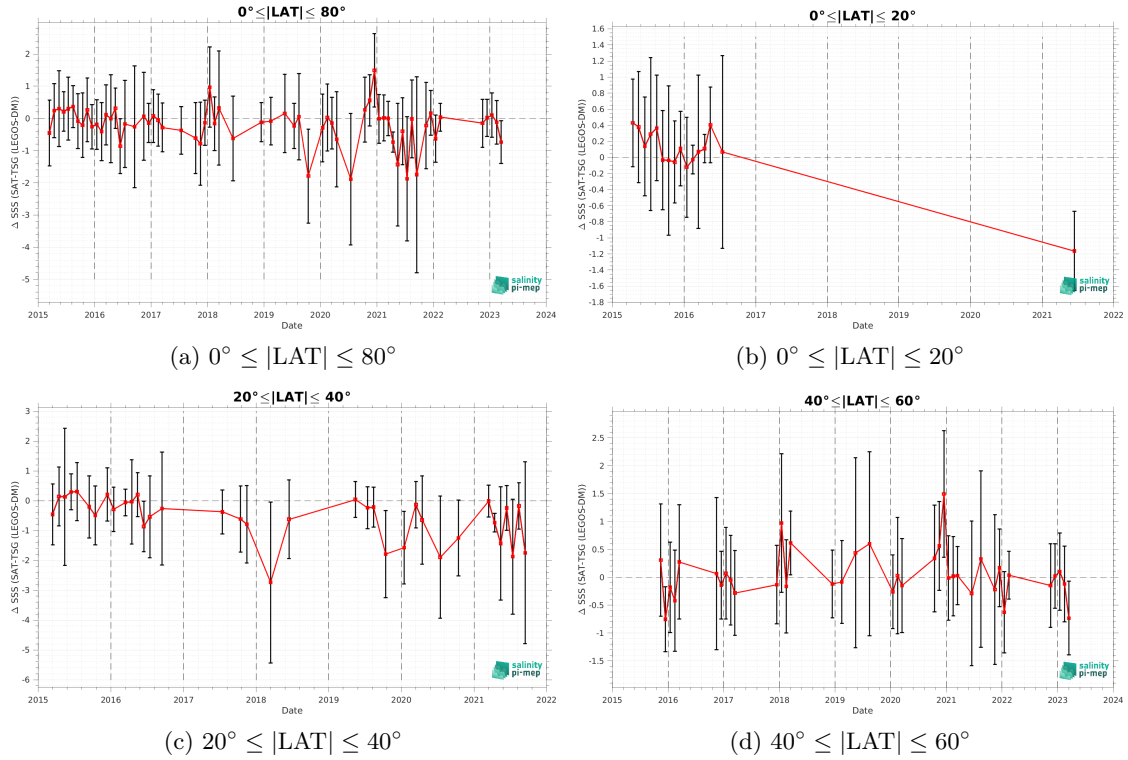 0°≤|LAT|≤ 80°
Δ SSS (SAT-TSG (LEGOS-DM))
2
1
0
-1
-2
-3
-4
-5
2015 2016 2017 2018 2019 2020 2021 2022 2023 2024
Date
salinity
pi-mep
(a) 0° ≤ |LAT| ≤ 80°
0°≤|LAT|≤ 20°
Δ SSS (SAT-TSG (LEGOS-DM))
1.6
1.4
1.2
1
0.8
0.6
0.4
0.2
0
-0.2
-0.4
-0.6
-0.8
-1
-1.2
-1.4
-1.6
-1.8
2015 2016 2017 2018 2019 2020 2021 2022
Date
salinity
pi-mep
(b) 0° ≤ |LAT| ≤ 20°
20°≤|LAT|≤ 40°
Δ SSS (SAT-TSG (LEGOS-DM))
3
2
1
0
-1
-2
-3
-4
-5
-6
2015 2016 2017 2018 2019 2020 2021 2022
Date
salinity
pi-mep
(c) 20° ≤ |LAT| ≤ 40°
40°≤|LAT|≤ 60°
Δ SSS (SAT-TSG (LEGOS-DM))
2.5
2
1.5
1
0.5
0
-0.5
-1
-1.5
2015 2016 2017 2018 2019 2020 2021 2022 2023 2024
Date
salinity
pi-mep
(d) 40° ≤ |LAT| ≤ 60°